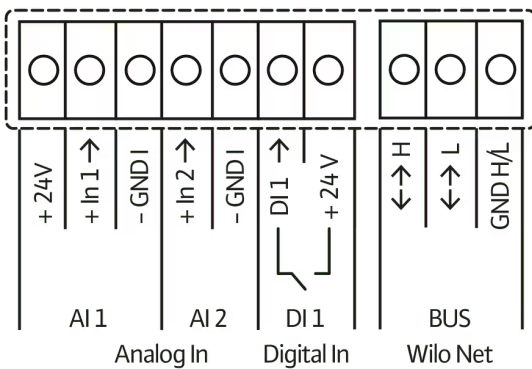 + 24V
+ In 1 →
- GND I
+ In 2 →
- GND I
DI 1 →
+ 24 V
<--> H
<--> L
GND H/L
AI 1 AI 2 DI 1 BUS
Analog In Digital In Wilo Net